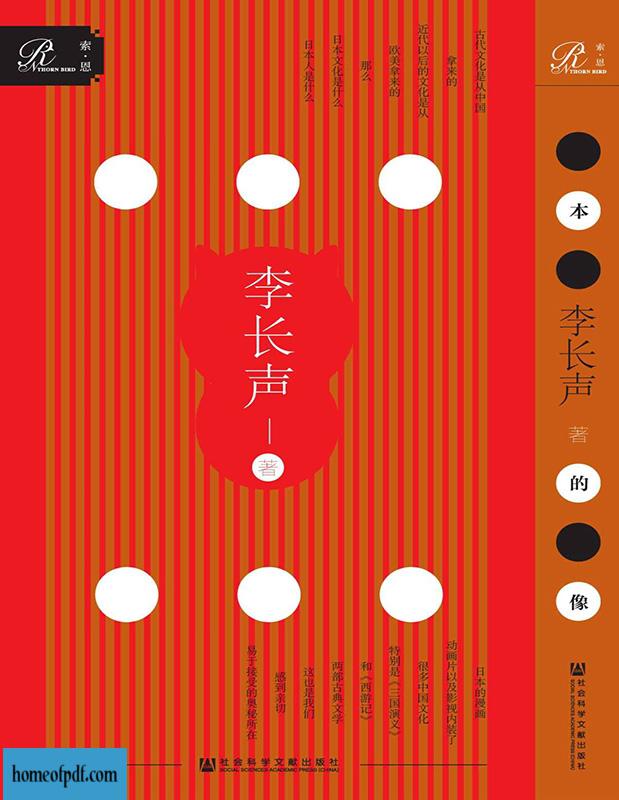 索·恩
THORN BIRD
古代文化是从中国
拿来的
近代以后的文化是从
欧美拿来的
那么
日本文化是什么
日本人是什么
李长声
著
日本的漫画
动画片以及影视内装了
很多中国文化
特别是《三国演义》
和《西游记》
两部古典文学
这也是我们
感到亲切
易于接受的奥秘所在
社会科学文献出版社
SOCIAL SCIENCES ACADEMIC PRESS (CHINA)
索·恩
THORN BIRD
本
李长声
著
的
像
社会科学文献出版社
SOCIAL SCIENCES ACADEMIC PRESS (CHINA)
homeofpdf.com